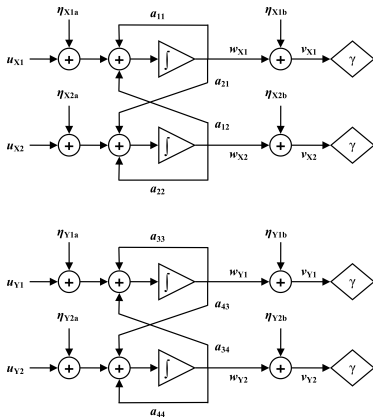 ηX1a a11 ηX1b
uX1 + + ∫ wX1 + vX1 γ
a21
ηX2a a12 ηX2b
uX2 + + ∫ wX2 + vX2 γ
a22
ηY1a a33 ηY1b
uY1 + + ∫ wY1 + vY1 γ
a43
ηY2a a34 ηY2b
uY2 + + ∫ wY2 + vY2 γ
a44